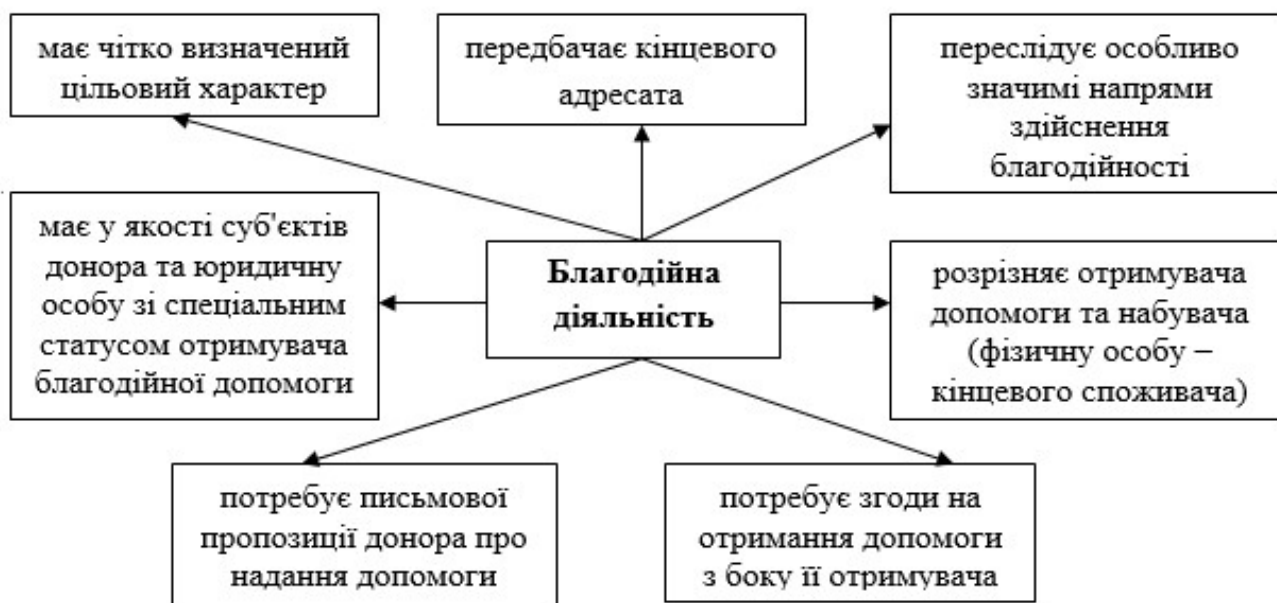 має чітко визначений
цільовий характер
передбачає кінцевого
адресата
переслідує особливо
значимі напрями
здійснення
благодійності
має у якості суб'єктів
донора та юридичну
особу зі спеціальним
статусом отримувача
благодійної допомоги
Благодійна
діяльність
розрізняє отримувача
допомоги та набувача
(фізичну особу –
кінцевого споживача)
потребує письмової
пропозиції донора про
надання допомоги
потребує згоди на
отримання допомоги
з боку її отримувача